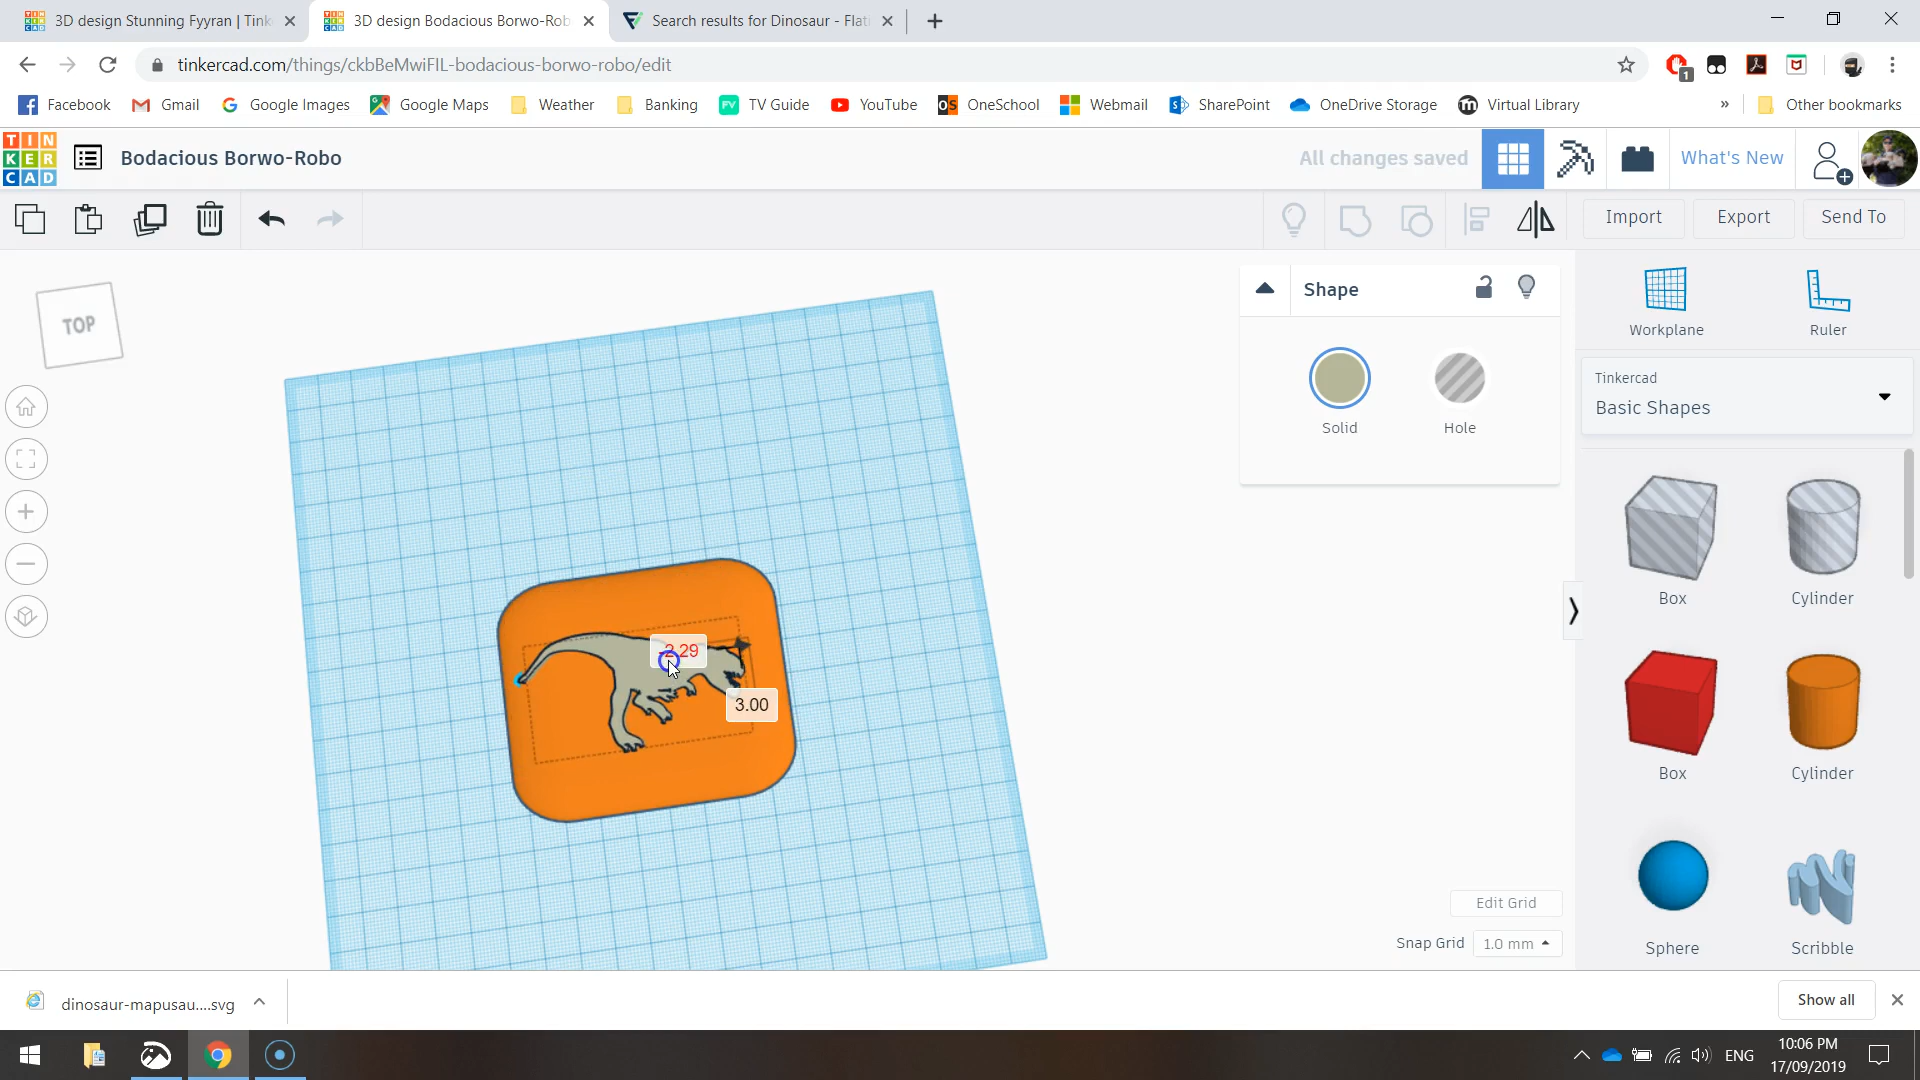 3D design Stunning Fyyran | Tink
3D design Bodacious Borwo-Rob
Search results for Dinosaur - Flati
tinkercad.com/things/ckbBeMwiFIL-bodacious-borwo-robo/edit
1
Facebook
Gmail
Google Images
Google Maps
Weather
Banking
TV Guide
YouTube
OneSchool
Webmail
SharePoint
OneDrive Storage
Virtual Library
»
Other bookmarks
TIN
KER
CAD
Bodacious Borwo-Robo
All changes saved
What's New
Import
Export
Send To
TOP
Shape
Solid
Hole
Workplane
Ruler
Tinkercad
Basic Shapes
Box
Cylinder
Box
Cylinder
Sphere
Scribble
-2.29
3.00
Edit Grid
Snap Grid
1.0 mm
dinosaur-mapusau....svg
Show all
ENG
10:06 PM
17/09/2019